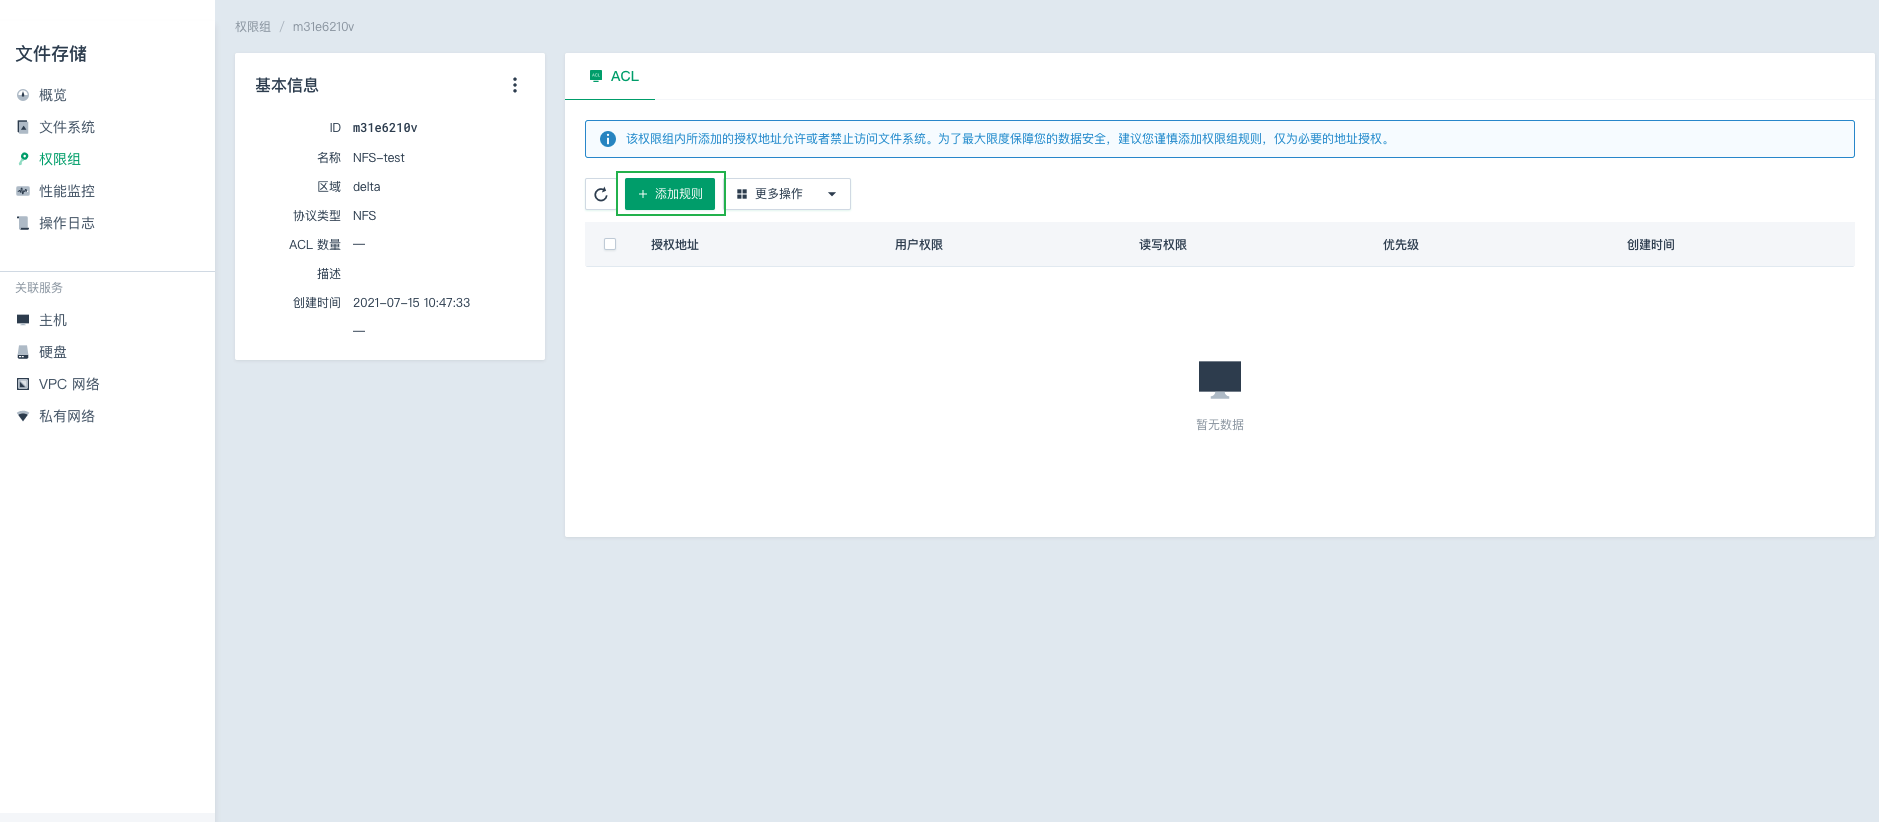 文件存储
概览
文件系统
权限组
性能监控
操作日志
关联服务
主机
硬盘
VPC 网络
私有网络
权限组 / m31e6210v
基本信息
ID m31e6210v
名称 NFS-test
区域 delta
协议类型 NFS
ACL 数量 —
描述
创建时间 2021-07-15 10:47:33
—
ACL
该权限组内所添加的授权地址允许或者禁止访问文件系统。为了最大限度保障您的数据安全，建议您谨慎添加权限组规则，仅为必要的地址授权。
+ 添加规则 更多操作
授权地址 用户权限 读写权限 优先级 创建时间
暂无数据